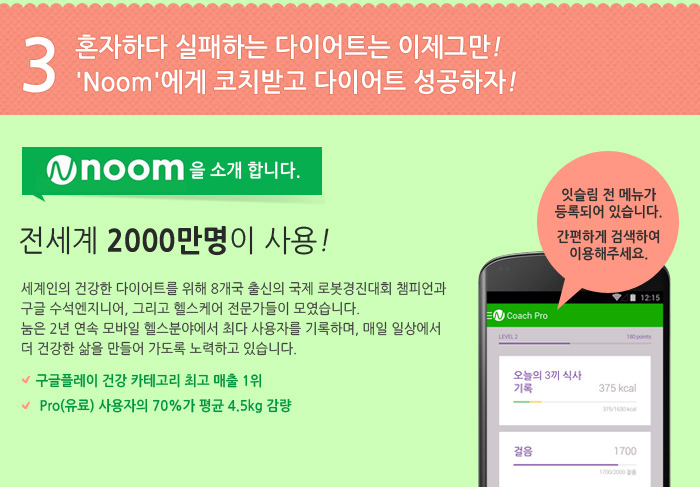 3
혼자하다 실패하는 다이어트는 이제그만!
'Noom'에게 코치받고 다이어트 성공하자!
noom을 소개 합니다.
전세계 2000만명이 사용!
세계인의 건강한 다이어트를 위해 8개국 출신의 국제 로봇경진대회 챔피언과
구글 수석엔지니어, 그리고 헬스케어 전문가들이 모였습니다.
눔은 2년 연속 모바일 헬스분야에서 최다 사용자를 기록하며, 매일 일상에서
더 건강한 삶을 만들어 가도록 노력하고 있습니다.
구글플레이 건강 카테고리 최고 매출 1위
Pro(유료) 사용자의 70%가 평균 4.5kg 감량
잇슬림 전 메뉴가
등록되어 있습니다.
간편하게 검색하여
이용해주세요.
12:15
Coach Pro
LEVEL 2 180 points
오늘의 3끼 식사
기록 375 kcal
375/1630 kcal
걸음 1700
1700/2000 걸음